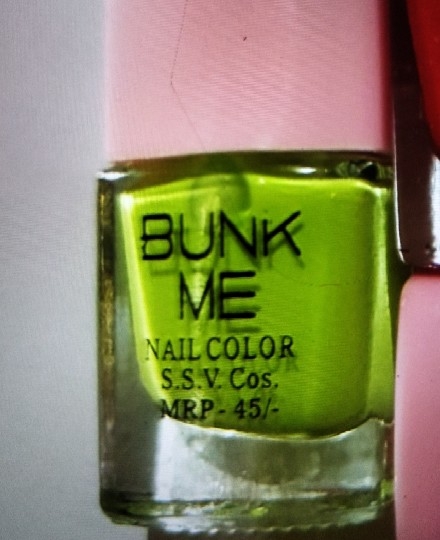 BUNK
ME
NAIL COLOR
S.S.V. Cos.
MRP - 45/-